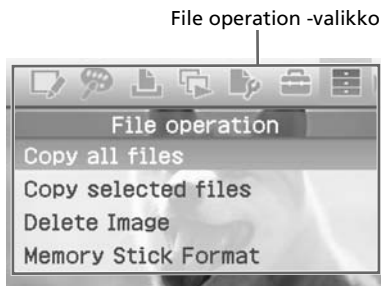 File operation -valikko
File operation
Copy all files
Copy selected files
Delete Image
Memory Stick Format